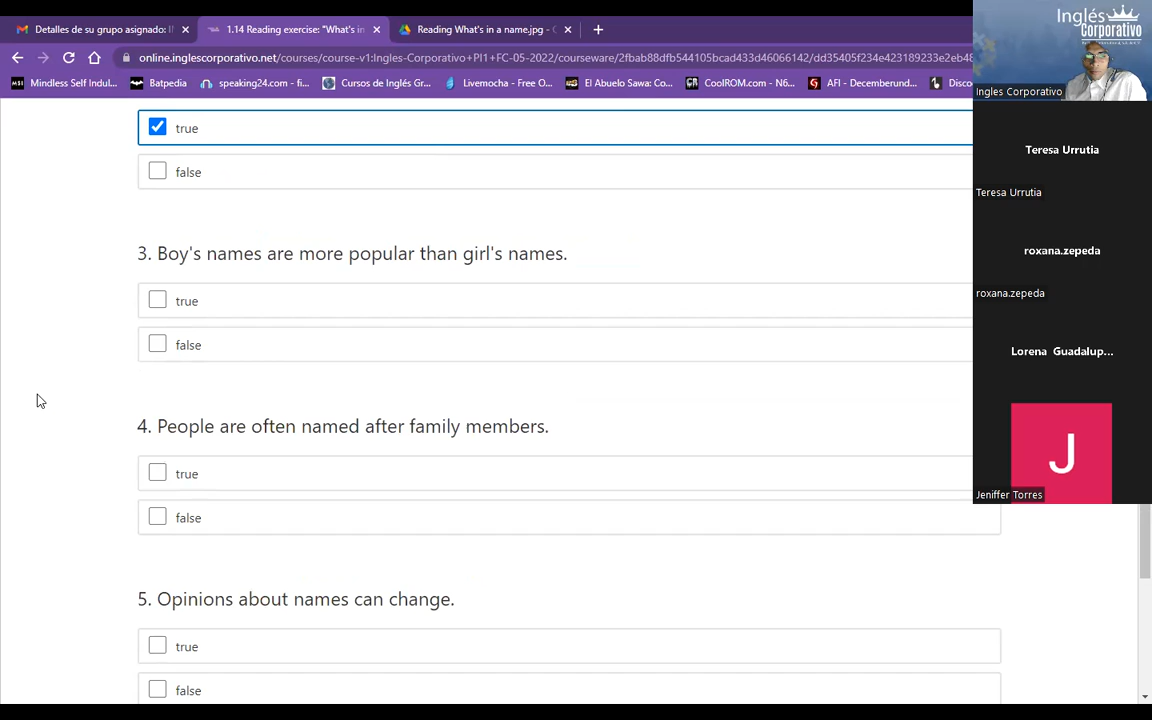 Detalles de su grupo asignado: I
1.14 Reading exercise: "What's in
Reading What's in a name.jpg -
online.inglescorporativo.net/courses/course-v1:Ingles-Corporativo+PI1+FC-05-2022/courseware/2fbab88dfb544105bcad433d46066142/dd35405f234e423189233e2eb48
Mindless Self Indul...
Batpedia
speaking24.com - fi...
Cursos de Inglés Gr...
Livemocha - Free O...
El Abuelo Sawa: Co...
CoolROM.com - N6...
AFI - Decemberund...
Disco
true
false
3. Boy's names are more popular than girl's names.
true
false
4. People are often named after family members.
true
false
5. Opinions about names can change.
true
false
Inglés
Corporativo
Ingles Corporativo
Teresa Urrutia
Teresa Urrutia
roxana.zepeda
roxana.zepeda
Lorena Guadalup...
J
Jeniffer Torres